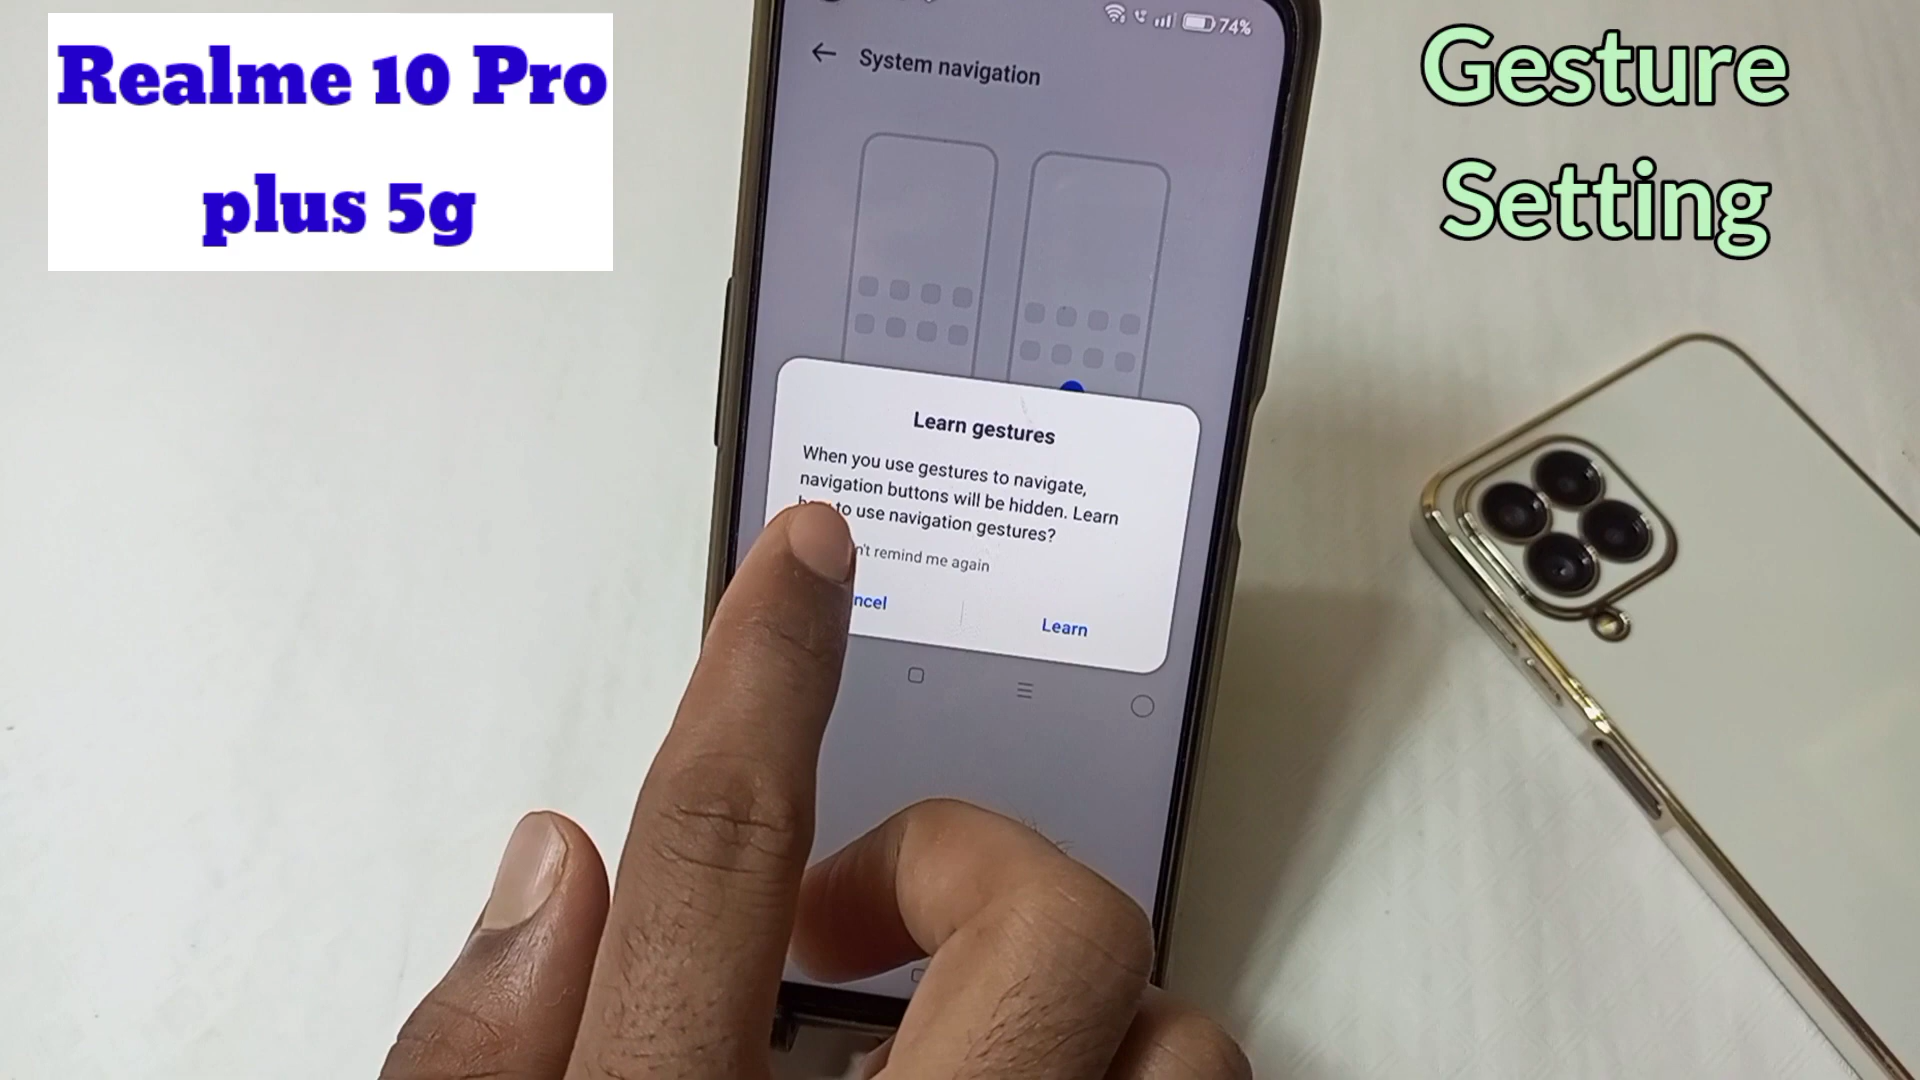 Realme 10 Pro
plus 5g
Gesture
Setting
74%
System navigation
Learn gestures
When you use gestures to navigate,
navigation buttons will be hidden. Learn
to use navigation gestures?
remind me again
Learn